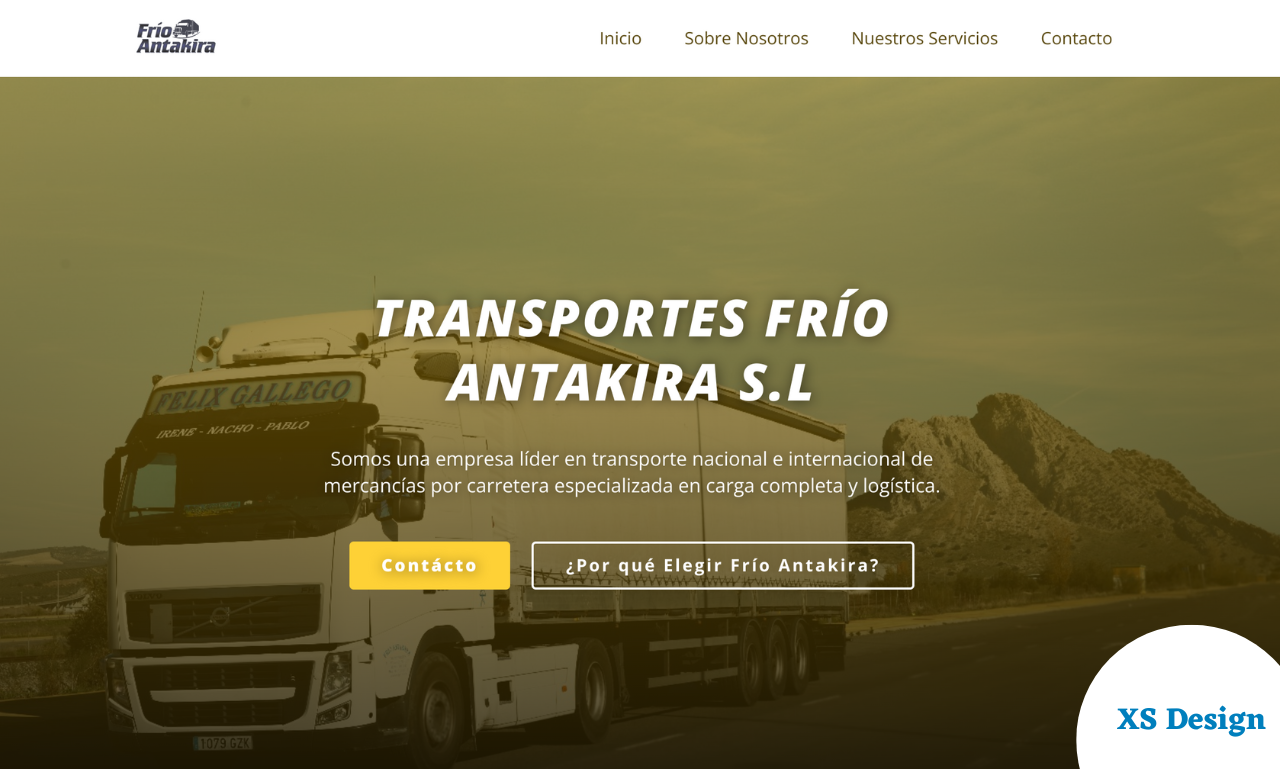 Frío
Antakira
Inicio
Sobre Nosotros
Nuestros Servicios
Contacto
TRANSPORTES FRÍO
ANTAKIRA S.L
FELIX GALLEGO
IRENE - NACHO - PABLO
Somos una empresa líder en transporte nacional e internacional de
mercancías por carretera especializada en carga completa y logística.
Contácto
¿Por qué Elegir Frío Antakira?
1079 GZK
XS Design